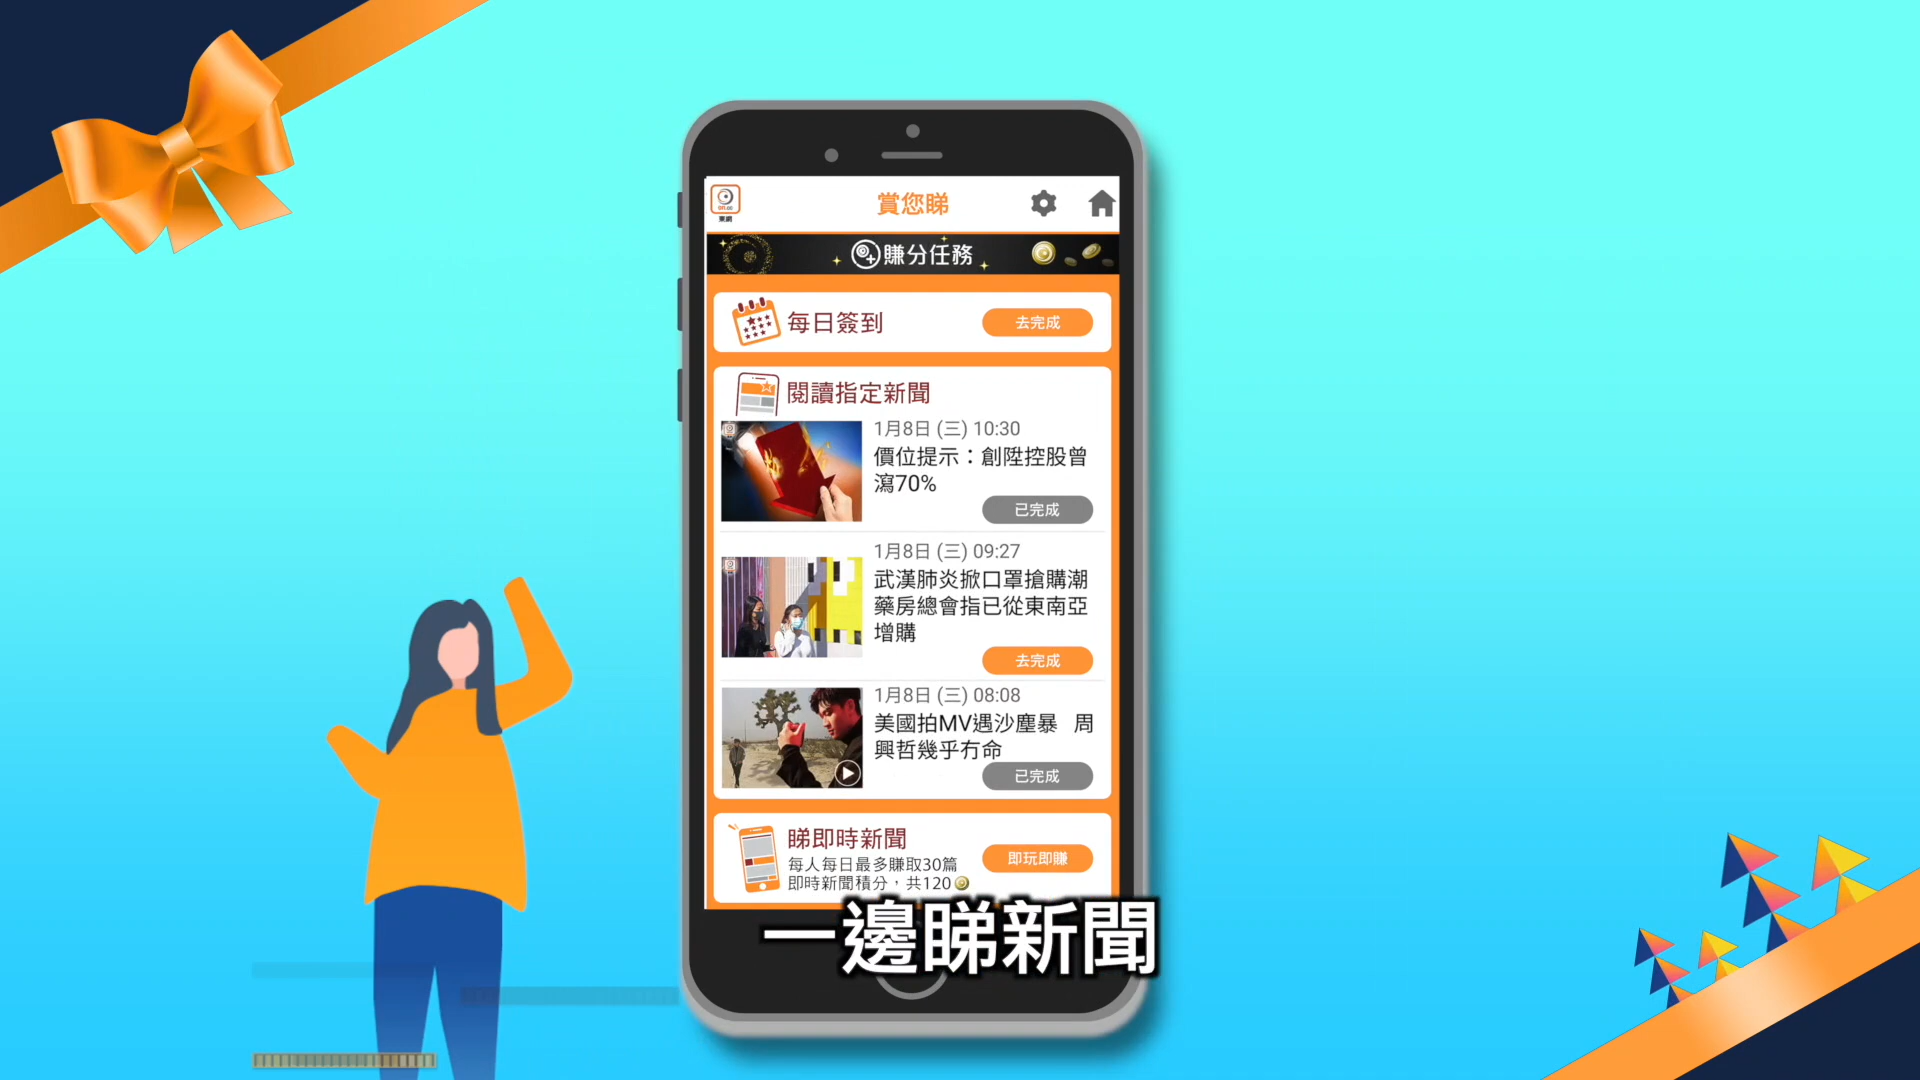 on.cc
東網
賞您睇
賺分任務
每日簽到
去完成
閱讀指定新聞
1月8日 (三) 10:30
價位提示：創陞控股曾
瀉70%
已完成
1月8日 (三) 09:27
武漢肺炎掀口罩搶購潮
藥房總會指已從東南亞
增購
去完成
1月8日 (三) 08:08
美國拍MV遇沙塵暴 周
興哲幾乎冇命
已完成
睇即時新聞
每人每日最多賺取30篇
即時新聞積分，共120
即玩即賺
一邊睇新聞